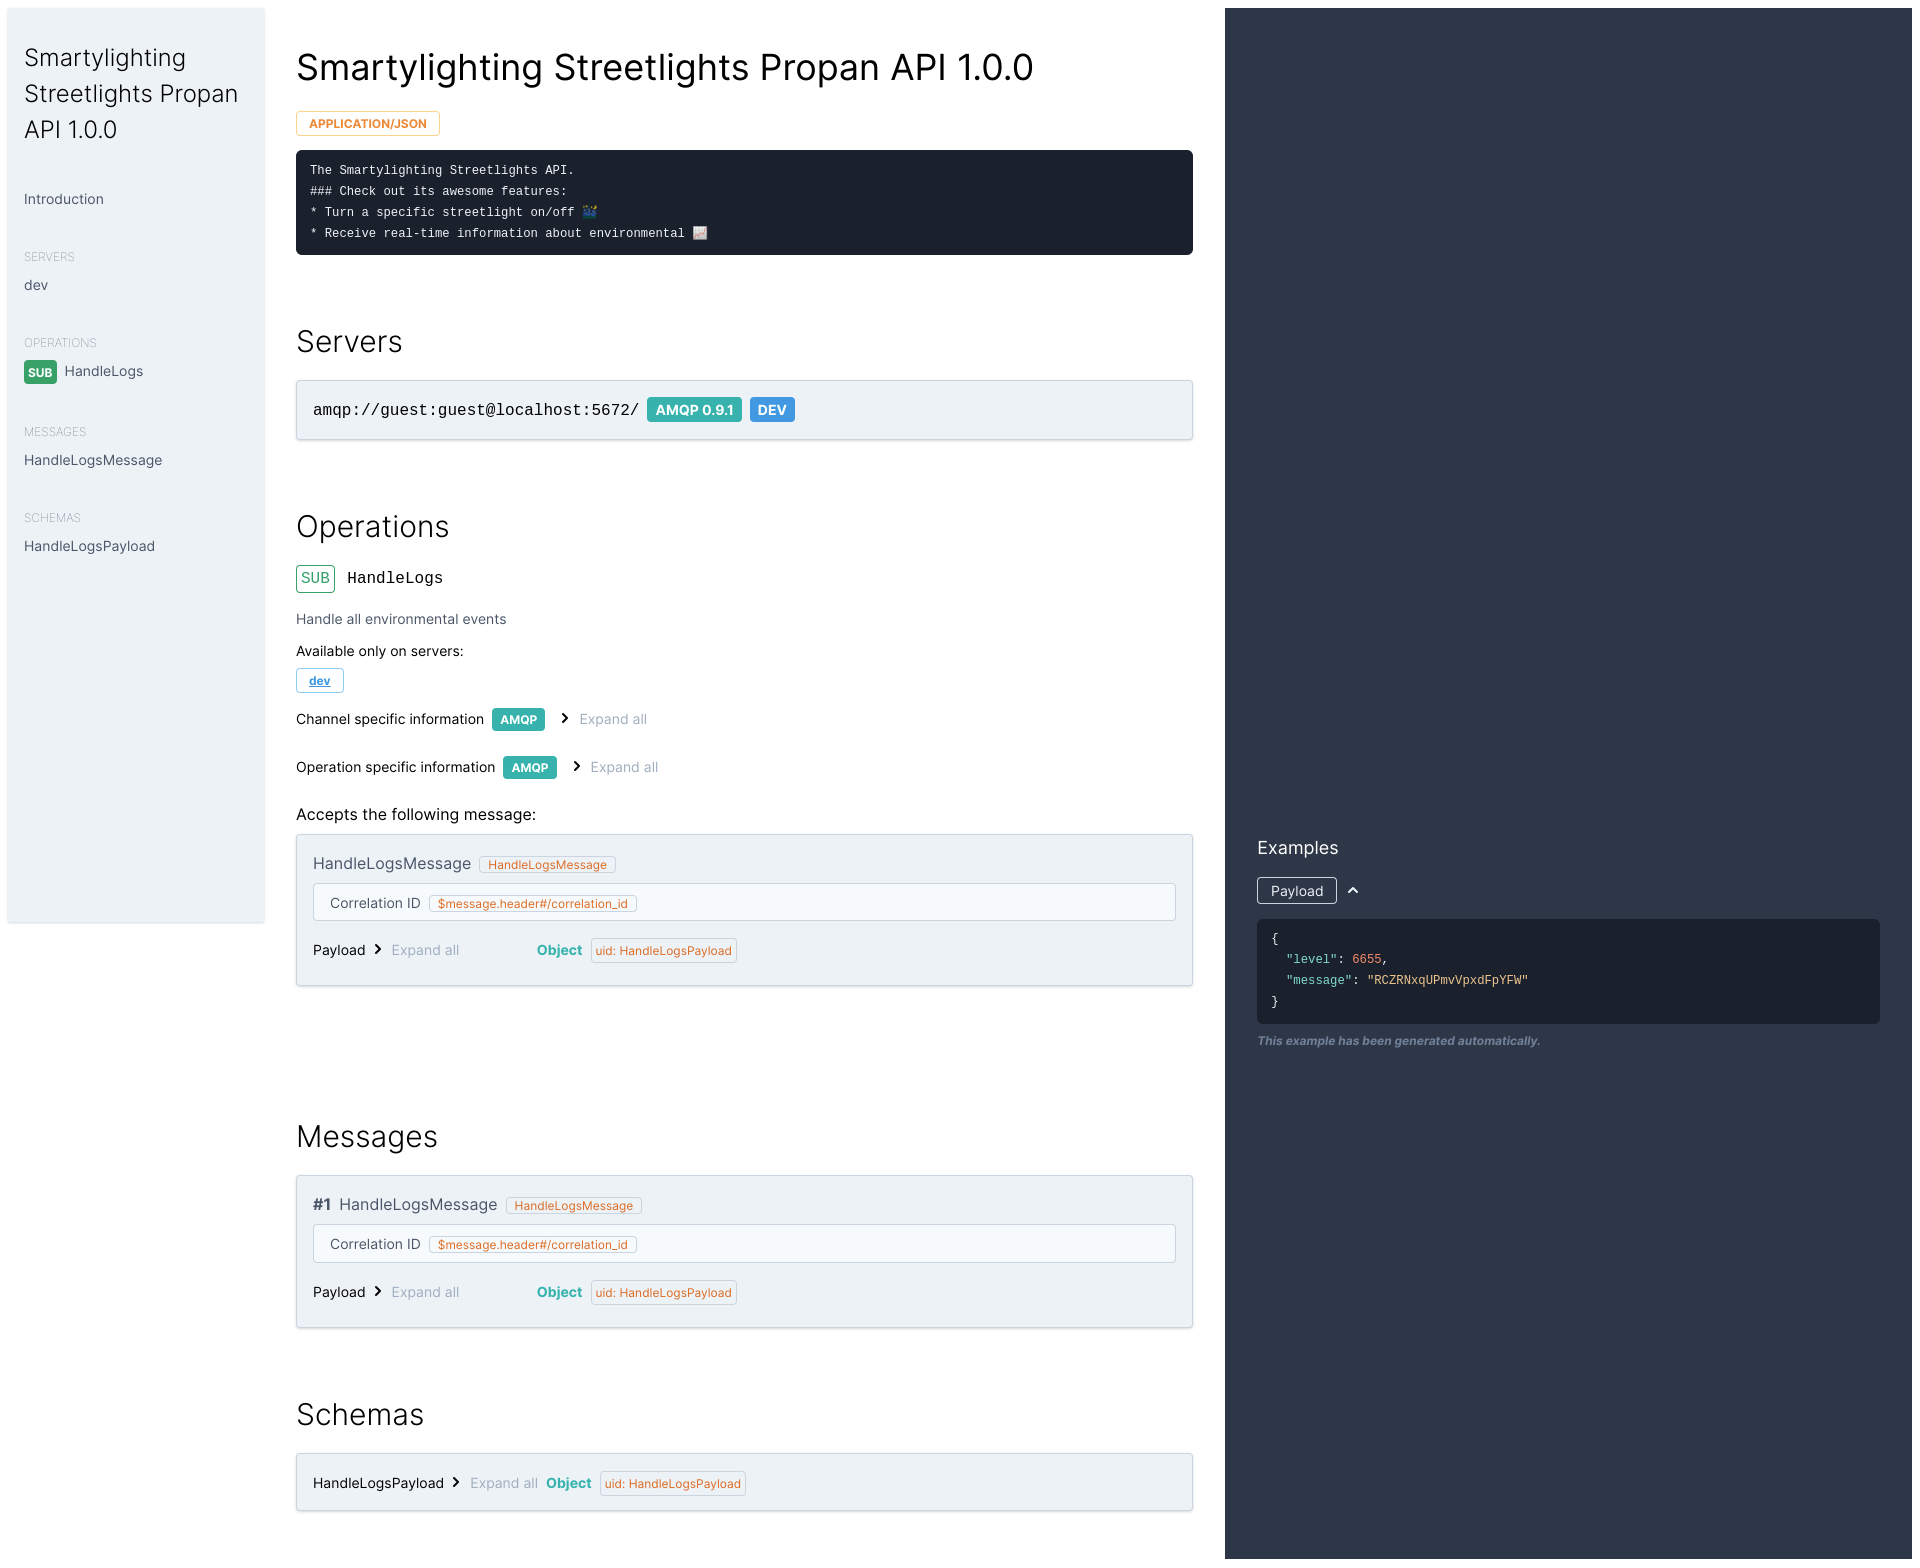 Smartylighting
Streetlights Propan
API 1.0.0
Introduction
SERVERS
dev
OPERATIONS
SUB HandleLogs
MESSAGES
HandleLogsMessage
SCHEMAS
HandleLogsPayload
Smartylighting Streetlights Propan API 1.0.0
APPLICATION/JSON
The Smartylighting Streetlights API.
### Check out its awesome features:
* Turn a specific streetlight on/off 🌃
* Receive real-time information about environmental 📈
Servers
amqp://guest:guest@localhost:5672/ AMQP 0.9.1 DEV
Operations
SUB HandleLogs
Handle all environmental events
Available only on servers:
dev
Channel specific information AMQP Expand all
Operation specific information AMQP Expand all
Accepts the following message:
HandleLogsMessage HandleLogsMessage
Correlation ID $message.header#/correlation_id
Payload Expand all Object uid: HandleLogsPayload
Examples
Payload
{
"level": 6655,
"message": "RCZRNxqUPmvVpxdFpYFW"
}
This example has been generated automatically.
Messages
#1 HandleLogsMessage HandleLogsMessage
Correlation ID $message.header#/correlation_id
Payload Expand all Object uid: HandleLogsPayload
Schemas
HandleLogsPayload Expand all Object uid: HandleLogsPayload